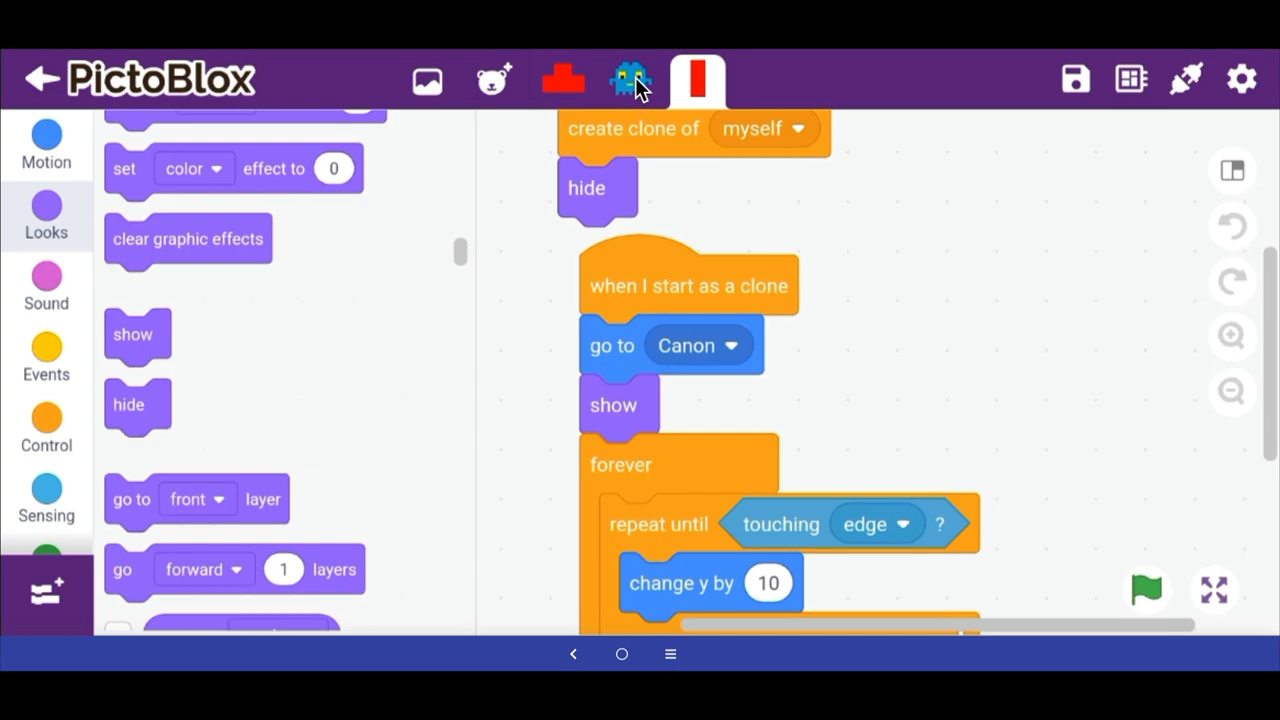 PictoBlox
Motion
Looks
Sound
Events
Control
Sensing
set color effect to 0
clear graphic effects
show
hide
go to front layer
go forward 1 layers
create clone of myself
hide
when I start as a clone
go to Canon
show
forever
repeat until touching edge ?
change y by 10